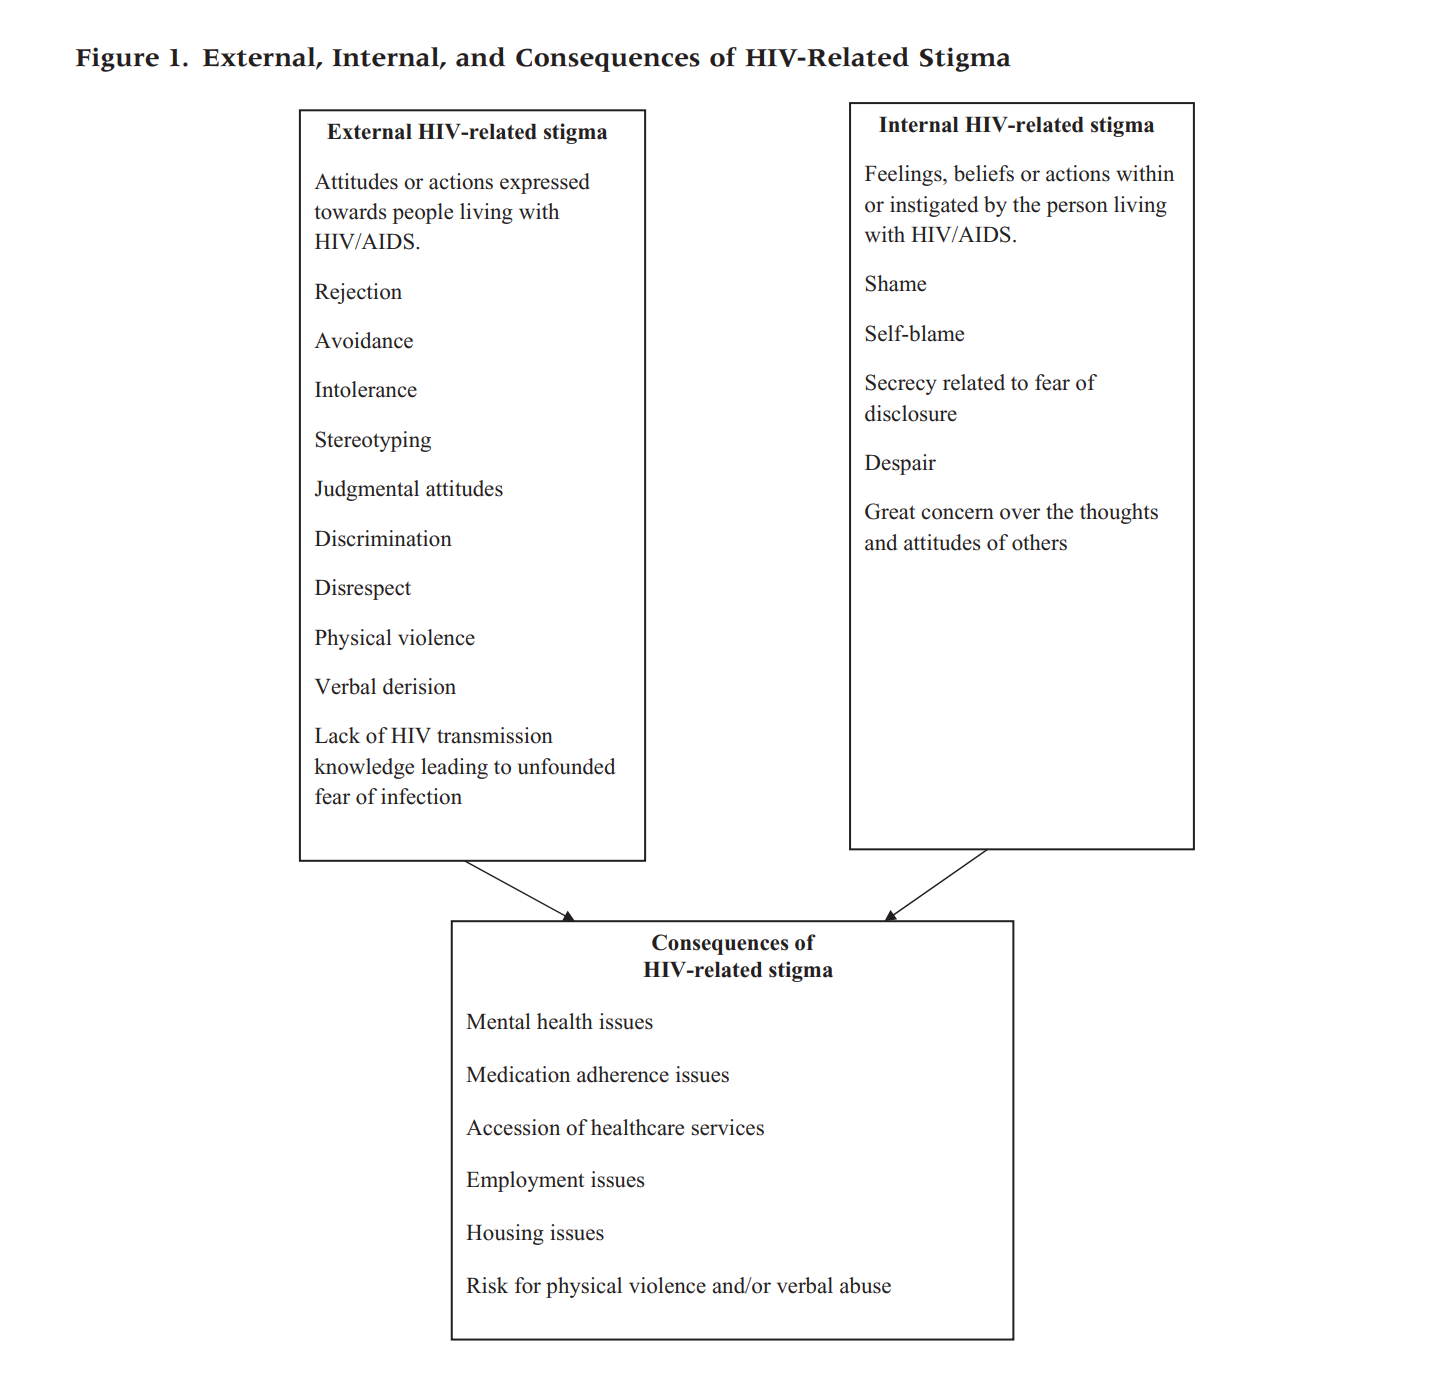 Figure 1. External, Internal, and Consequences of HIV-Related Stigma
External HIV-related stigma
Attitudes or actions expressed
towards people living with
HIV/AIDS.
Rejection
Avoidance
Intolerance
Stereotyping
Judgmental attitudes
Discrimination
Disrespect
Physical violence
Verbal derision
Lack of HIV transmission
knowledge leading to unfounded
fear of infection
Internal HIV-related stigma
Feelings, beliefs or actions within
or instigated by the person living
with HIV/AIDS.
Shame
Self-blame
Secrecy related to fear of
disclosure
Despair
Great concern over the thoughts
and attitudes of others
Consequences of
HIV-related stigma
Mental health issues
Medication adherence issues
Accession of healthcare services
Employment issues
Housing issues
Risk for physical violence and/or verbal abuse